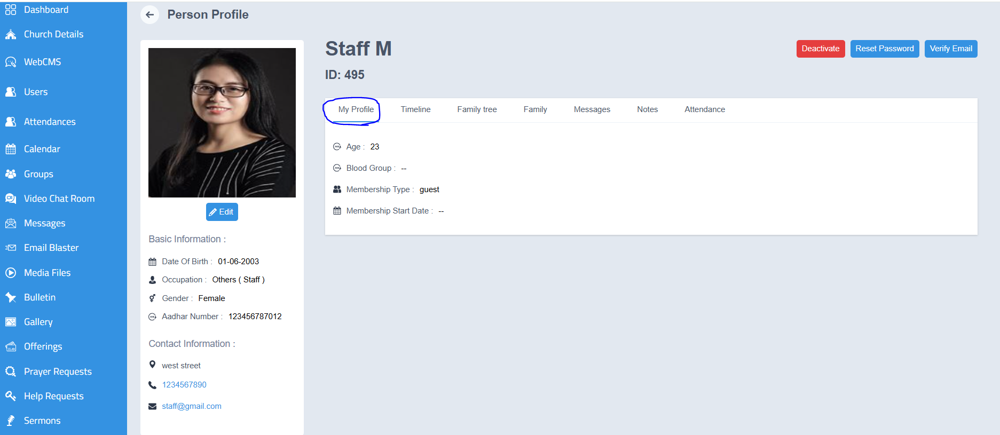 Dashboard
Church Details
WebCMS
Users
Attendances
Calendar
Groups
Video Chat Room
Messages
Email Blaster
Media Files
Bulletin
Gallery
Offerings
Prayer Requests
Help Requests
Sermons
Person Profile
Edit
Basic Information :
Date Of Birth : 01-06-2003
Occupation : Others ( Staff )
Gender : Female
Aadhar Number : 123456787012
Contact Information :
west street
1234567890
staff@gmail.com
Staff M
ID: 495
Deactivate Reset Password Verify Email
My Profile Timeline Family tree Family Messages Notes Attendance
Age : 23
Blood Group : --
Membership Type : guest
Membership Start Date : --